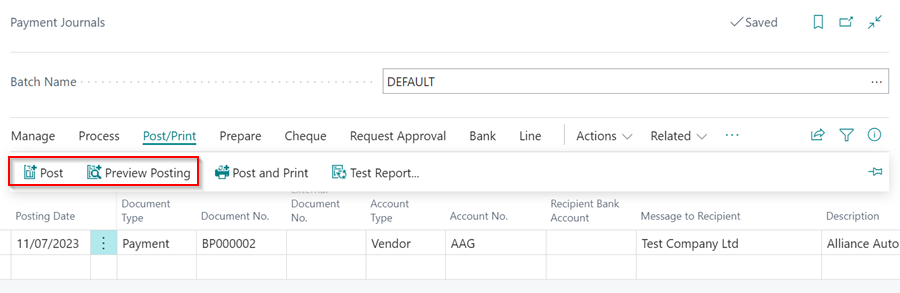 Payment Journals Saved
Batch Name DEFAULT ...
Manage Process Post/Print Prepare Cheque Request Approval Bank Line Actions Related ...
Post Preview Posting Post and Print Test Report...
Posting Date Document Type Document No. External Document No. Account Type Account No. Recipient Bank Account Message to Recipient Description
11/07/2023 Payment BP000002 Vendor AAG Test Company Ltd Alliance Auto